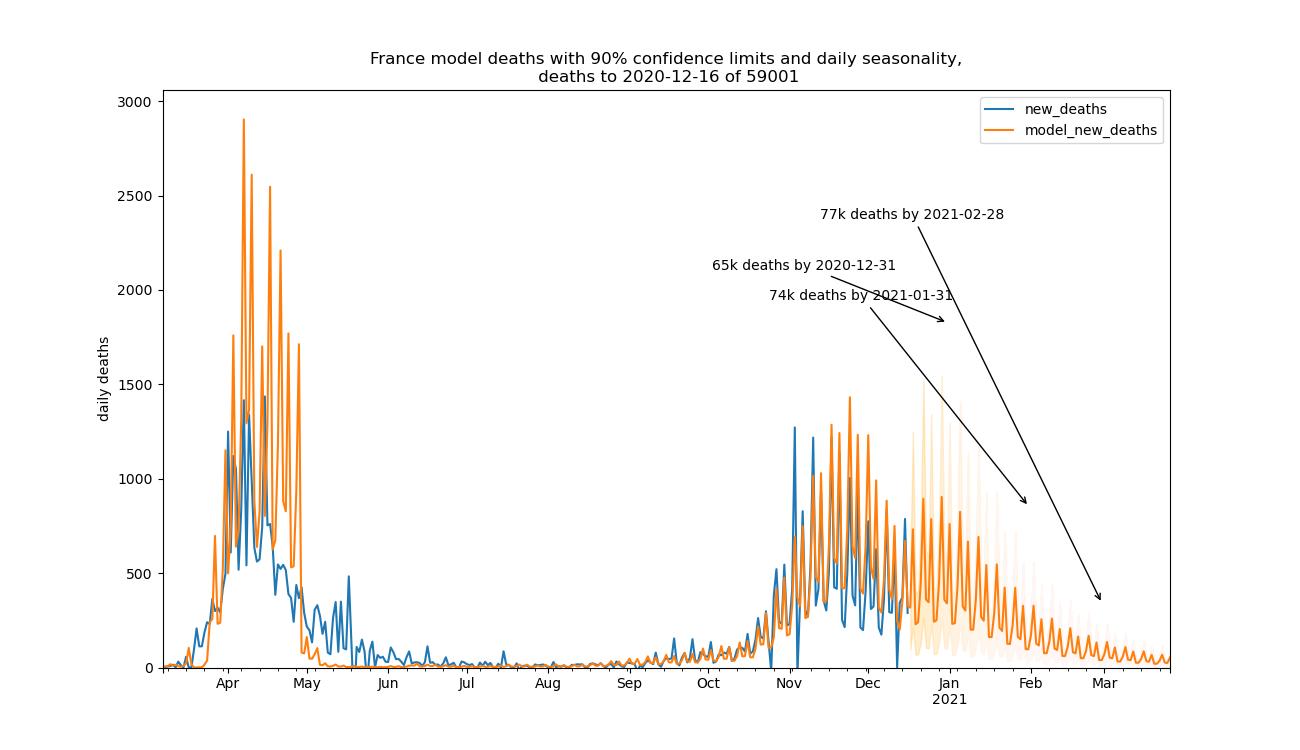 France model deaths with 90% confidence limits and daily seasonality,
deaths to 2020-12-16 of 59001
new_deaths
model_new_deaths
daily deaths
3000
2500
2000
1500
1000
500
0
77k deaths by 2021-02-28
65k deaths by 2020-12-31
74k deaths by 2021-01-31
Apr May Jun Jul Aug Sep Oct Nov Dec Jan Feb Mar
2021